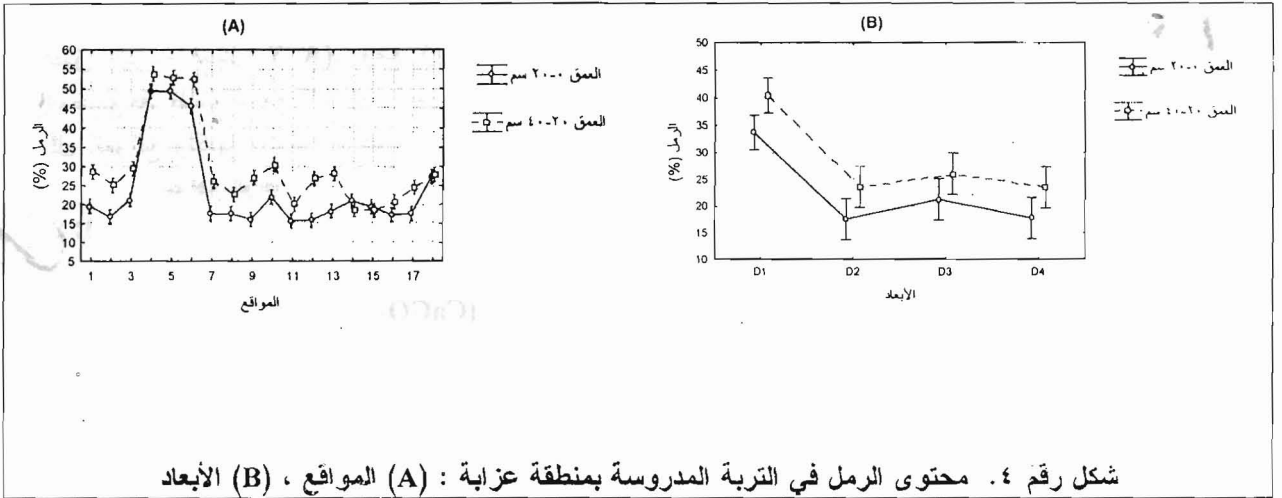 (A)
60
55
50
45
40
35
30
25
20
15
10
5
الرمل (%)
1 3 5 7 9 11 13 15 17
المواقع
العمق ٠-٢٠ سم
العمق ٢٠-٤٠ سم
(B)
50
45
40
35
30
25
20
15
10
الرمل (%)
D1 D2 D3 D4
الأبعاد
العمق ٠-٢٠ سم
العمق ٢٠-٤٠ سم
شكل رقم ٤. محتوى الرمل في التربة المدروسة بمنطقة عزابة : (A) المواقع ، (B) الأبعاد